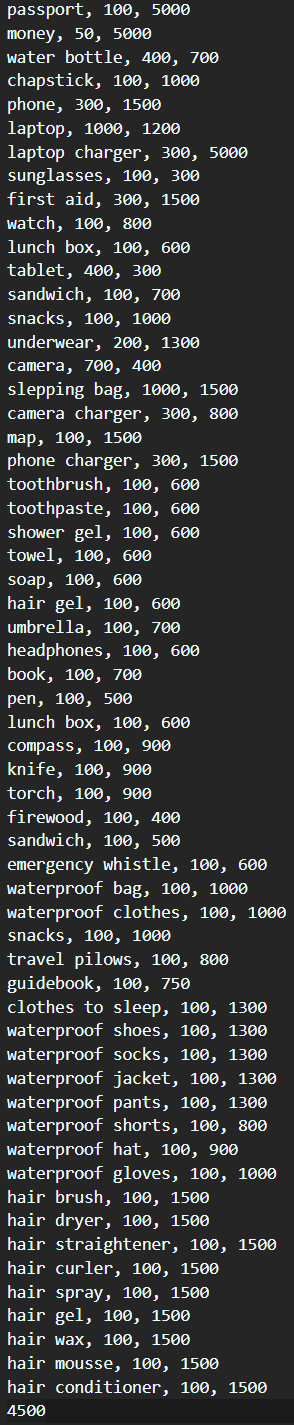 passport, 100, 5000
money, 50, 5000
water bottle, 400, 700
chapstick, 100, 1000
phone, 300, 1500
laptop, 1000, 1200
laptop charger, 300, 5000
sunglasses, 100, 300
first aid, 300, 1500
watch, 100, 800
lunch box, 100, 600
tablet, 400, 300
sandwich, 100, 700
snacks, 100, 1000
underwear, 200, 1300
camera, 700, 400
slepping bag, 1000, 1500
camera charger, 300, 800
map, 100, 1500
phone charger, 300, 1500
toothbrush, 100, 600
toothpaste, 100, 600
shower gel, 100, 600
towel, 100, 600
soap, 100, 600
hair gel, 100, 600
umbrella, 100, 700
headphones, 100, 600
book, 100, 700
pen, 100, 500
lunch box, 100, 600
compass, 100, 900
knife, 100, 900
torch, 100, 900
firewood, 100, 400
sandwich, 100, 500
emergency whistle, 100, 600
waterproof bag, 100, 1000
waterproof clothes, 100, 1000
snacks, 100, 1000
travel pilows, 100, 800
guidebook, 100, 750
clothes to sleep, 100, 1300
waterproof shoes, 100, 1300
waterproof socks, 100, 1300
waterproof jacket, 100, 1300
waterproof pants, 100, 1300
waterproof shorts, 100, 800
waterproof hat, 100, 900
waterproof gloves, 100, 1000
hair brush, 100, 1500
hair dryer, 100, 1500
hair straightener, 100, 1500
hair curler, 100, 1500
hair spray, 100, 1500
hair gel, 100, 1500
hair wax, 100, 1500
hair mousse, 100, 1500
hair conditioner, 100, 1500
4500